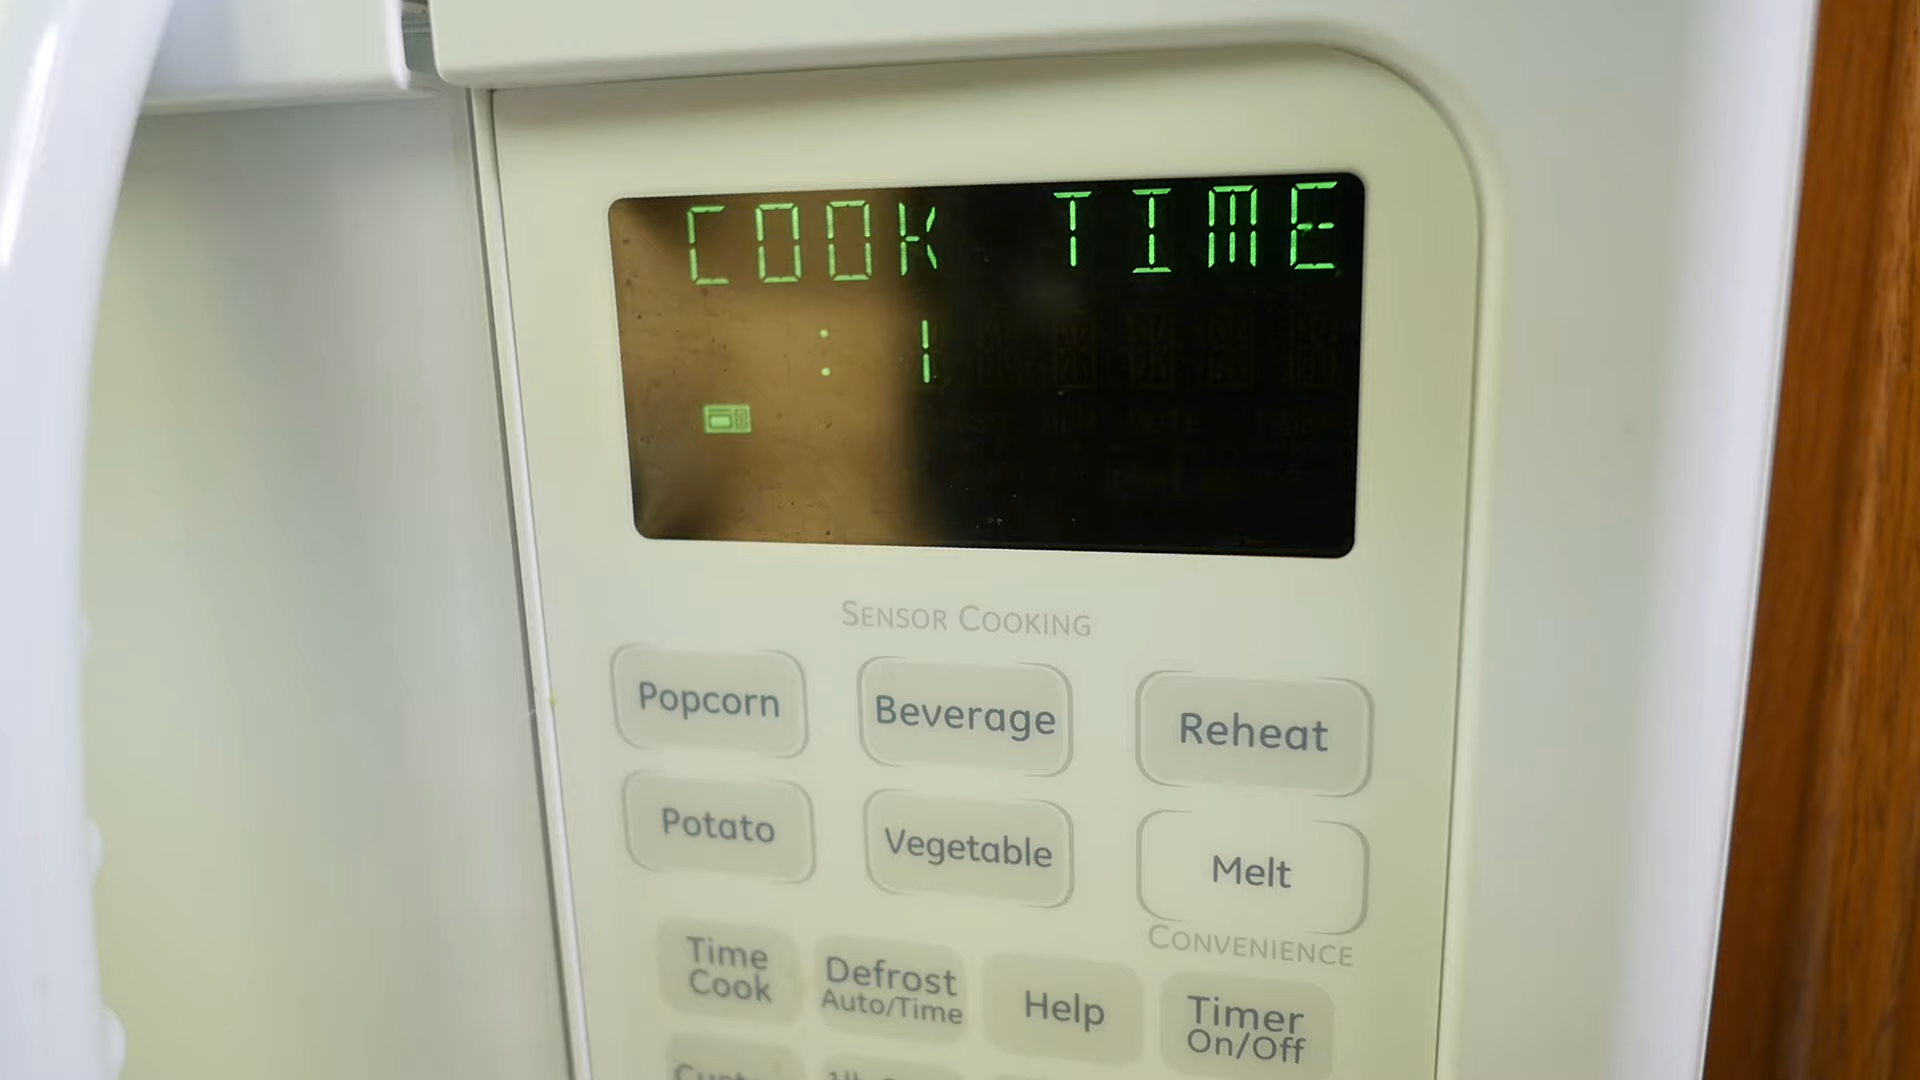 COOK TIME
: 1
SENSOR COOKING
Popcorn
Beverage
Reheat
Potato
Vegetable
Melt
CONVENIENCE
Time
Cook
Defrost
Auto/Time
Help
Timer
On/Off